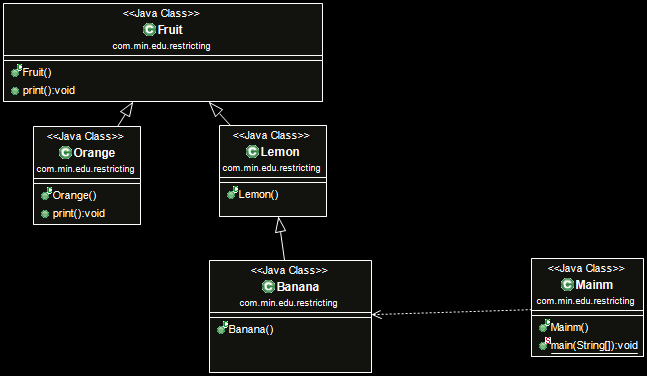 <<Java Class>>
Fruit
com.min.edu.restricting
Fruit()
print():void
<<Java Class>>
Orange
com.min.edu.restricting
Orange()
print():void
<<Java Class>>
Lemon
com.min.edu.restricting
Lemon()
<<Java Class>>
Banana
com.min.edu.restricting
Banana()
<<Java Class>>
Mainm
com.min.edu.restricting
Mainm()
main(String[]):void